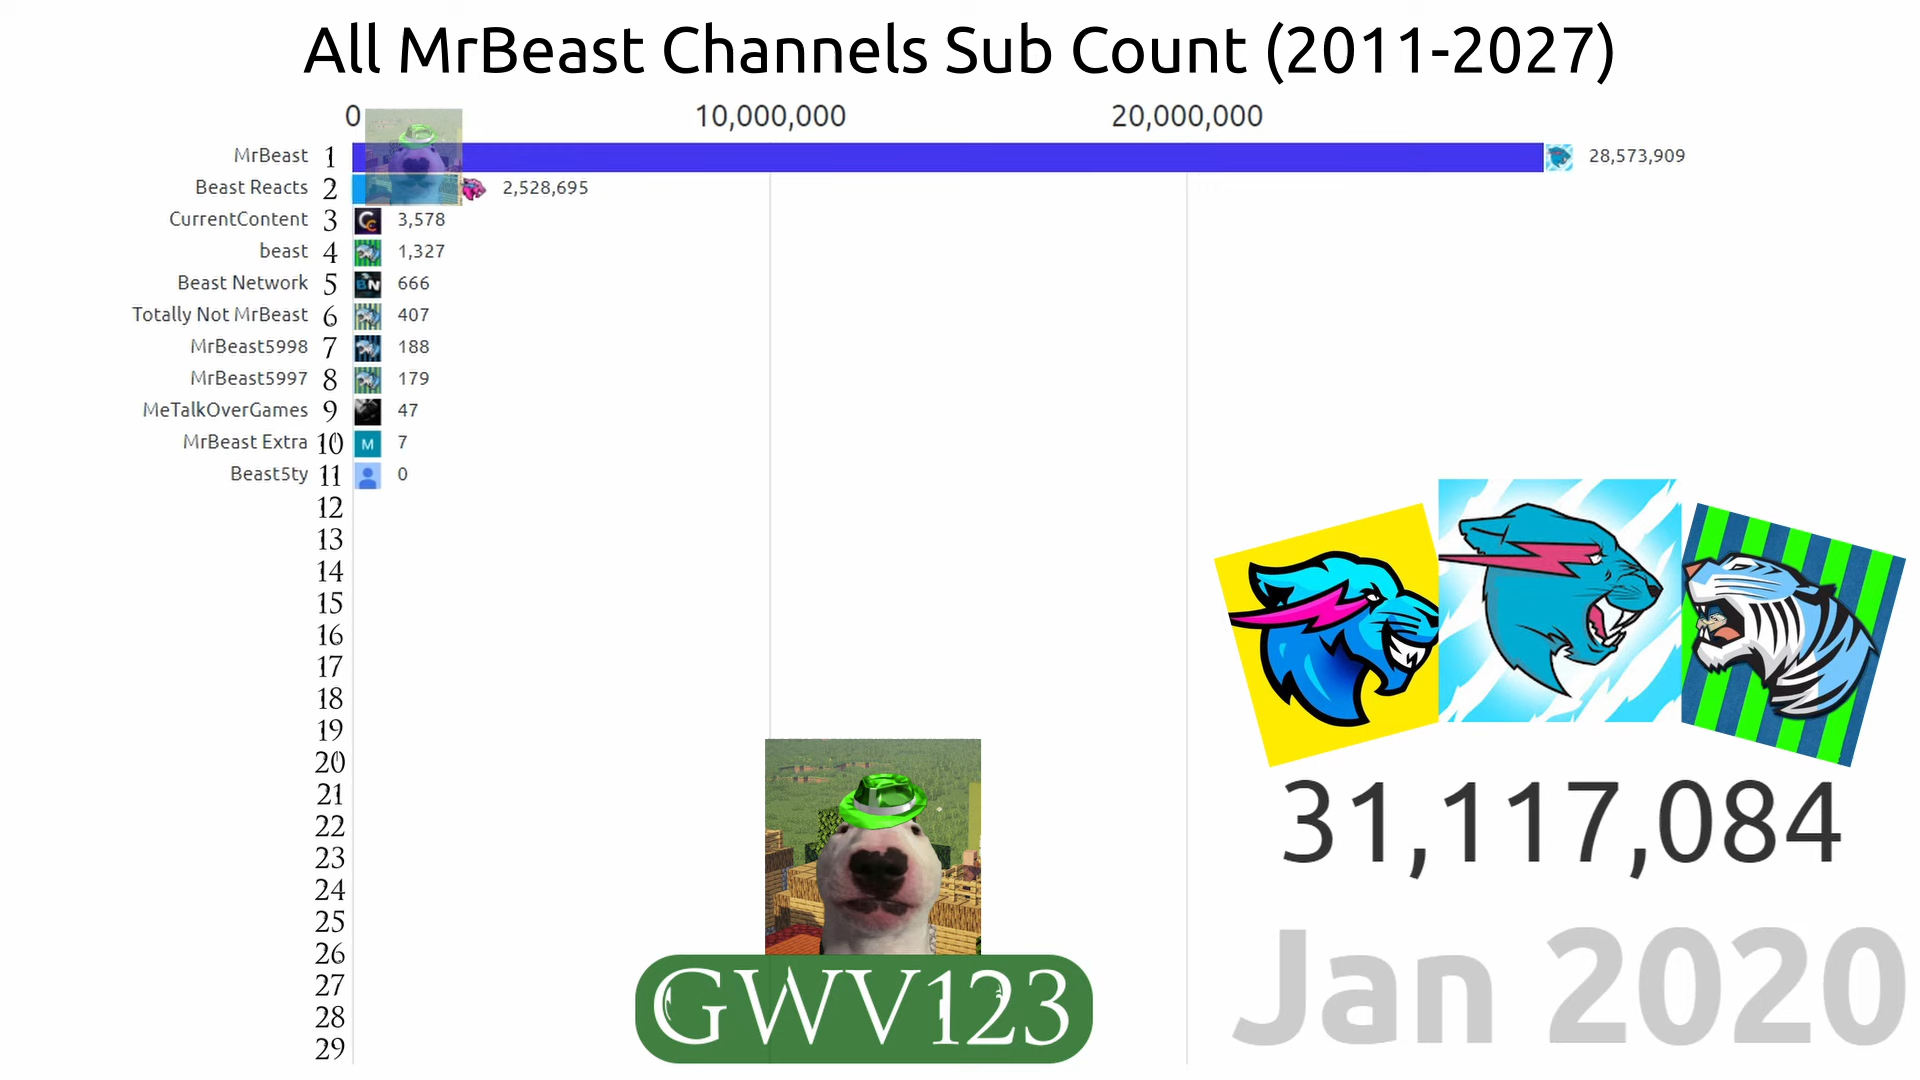 All MrBeast Channels Sub Count (2011-2027)
0 10,000,000 20,000,000
MrBeast 1 28,573,909
Beast Reacts 2 2,528,695
CurrentContent 3 3,578
beast 4 1,327
Beast Network 5 BN 666
Totally Not MrBeast 6 407
MrBeast5998 7 188
MrBeast5997 8 179
MeTalkOverGames 9 47
MrBeast Extra 10 M 7
Beast5ty 11 0
12
13
14
15
16
17
18
19
20
21
22
23
24
25
26
27
28
29
31,117,084
Jan 2020
GWV123